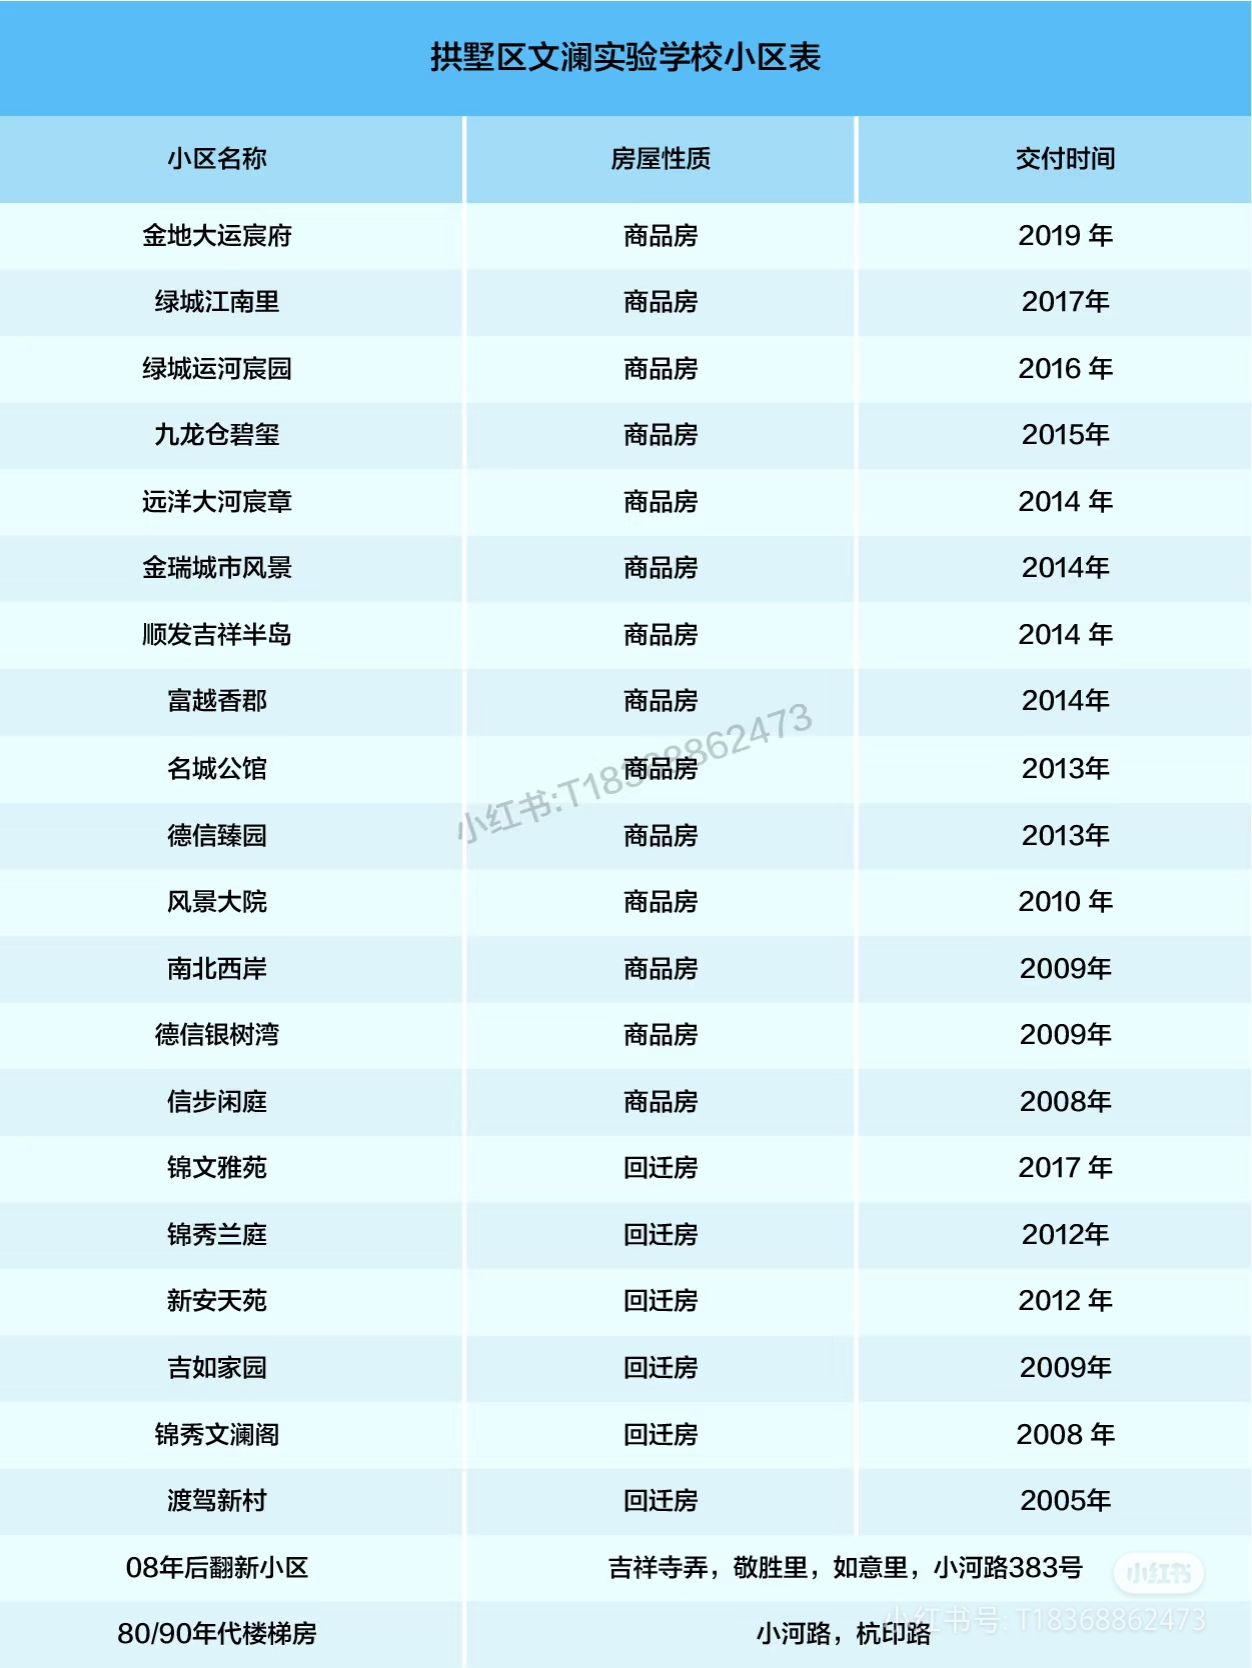 拱墅区文澜实验学校小区表
小区名称 房屋性质 交付时间
金地大运宸府 商品房 2019 年
绿城江南里 商品房 2017年
绿城运河宸园 商品房 2016 年
九龙仓碧玺 商品房 2015年
远洋大河宸章 商品房 2014 年
金瑞城市风景 商品房 2014年
顺发吉祥半岛 商品房 2014 年
富越香郡 商品房 2014年
名城公馆 商品房 2013年
小红书:T18368862473
德信臻园 商品房 2013年
风景大院 商品房 2010 年
南北西岸 商品房 2009年
德信银树湾 商品房 2009年
信步闲庭 商品房 2008年
锦文雅苑 回迁房 2017 年
锦秀兰庭 回迁房 2012年
新安天苑 回迁房 2012 年
吉如家园 回迁房 2009年
锦秀文澜阁 回迁房 2008 年
渡驾新村 回迁房 2005年
08年后翻新小区 吉祥寺弄，敬胜里，如意里，小河路383号
小红书
80/90年代楼梯房 小河路，杭印路
小红书号: T18368862473